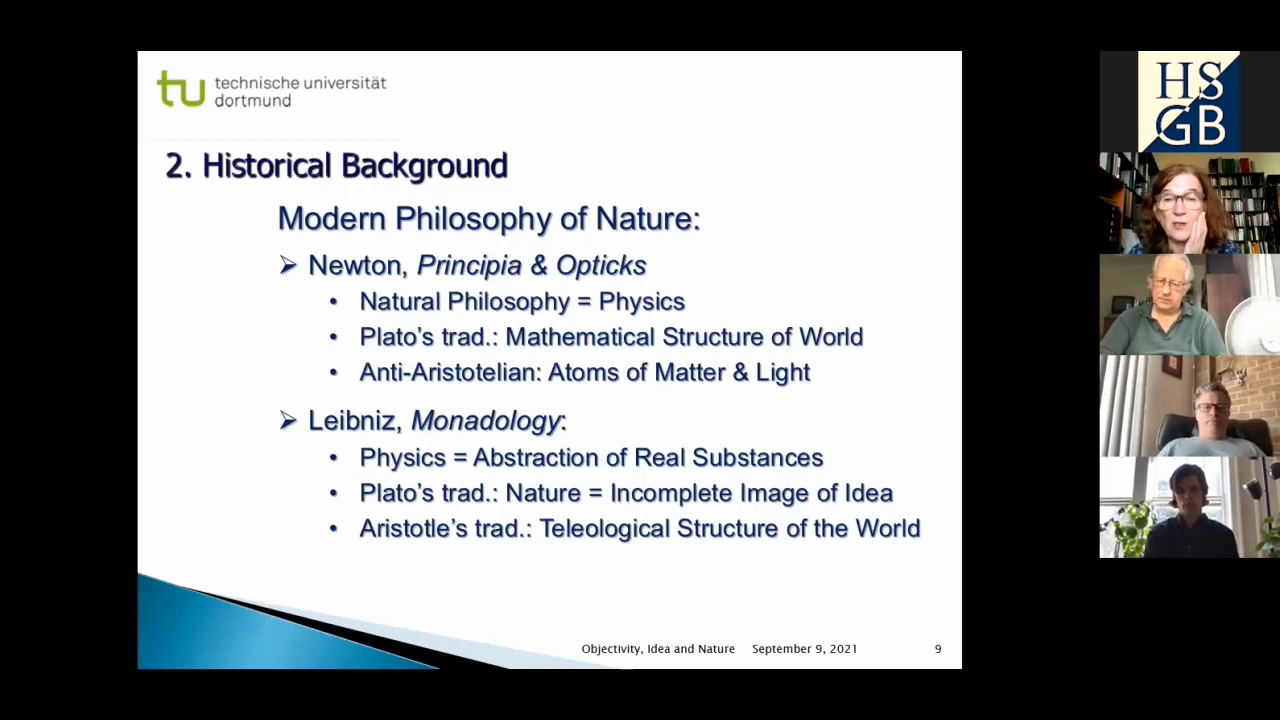 technische universität
dortmund
2. Historical Background
Modern Philosophy of Nature:
➢ Newton, Principia & Opticks
• Natural Philosophy = Physics
• Plato’s trad.: Mathematical Structure of World
• Anti-Aristotelian: Atoms of Matter & Light
➢ Leibniz, Monadology:
• Physics = Abstraction of Real Substances
• Plato’s trad.: Nature = Incomplete Image of Idea
• Aristotle’s trad.: Teleological Structure of the World
Objectivity, Idea and Nature September 9, 2021 9
HS
GB